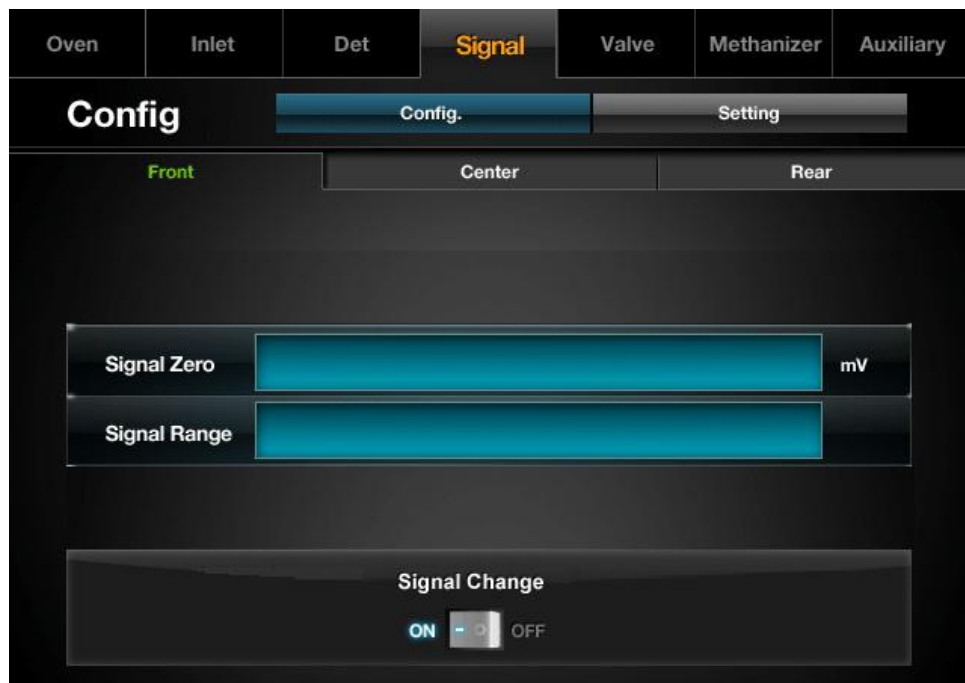 Oven Inlet Det Signal Valve Methanizer Auxiliary
Config Config. Setting
Front Center Rear
Signal Zero mV
Signal Range
Signal Change
ON OFF